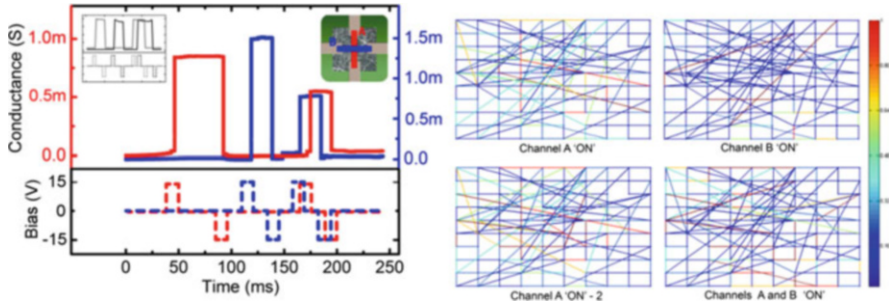 Conductance (S)
1.0m
0.5m
0.0
1.5m
1.0m
0.5m
0.0
Bias (V)
15
0
-15
0 50 100 150 200 250
Time (ms)
Channel A 'ON'
Channel B 'ON'
Channel A 'ON' - 2
Channels A and B 'ON'